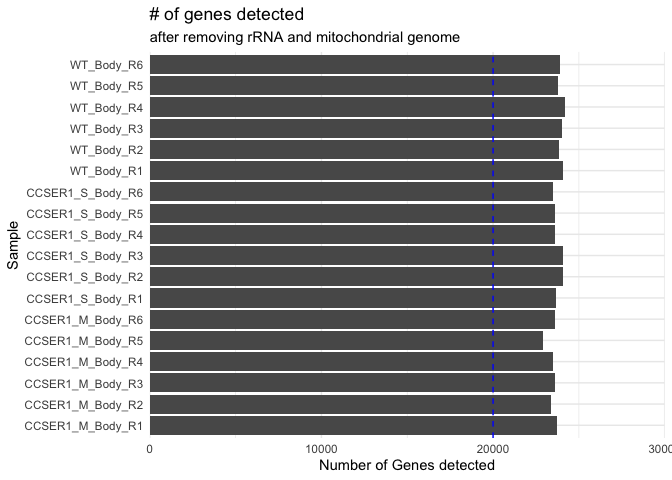 # of genes detected
after removing rRNA and mitochondrial genome
Sample
WT_Body_R6
WT_Body_R5
WT_Body_R4
WT_Body_R3
WT_Body_R2
WT_Body_R1
CCSER1_S_Body_R6
CCSER1_S_Body_R5
CCSER1_S_Body_R4
CCSER1_S_Body_R3
CCSER1_S_Body_R2
CCSER1_S_Body_R1
CCSER1_M_Body_R6
CCSER1_M_Body_R5
CCSER1_M_Body_R4
CCSER1_M_Body_R3
CCSER1_M_Body_R2
CCSER1_M_Body_R1
0 10000 20000 3000
Number of Genes detected